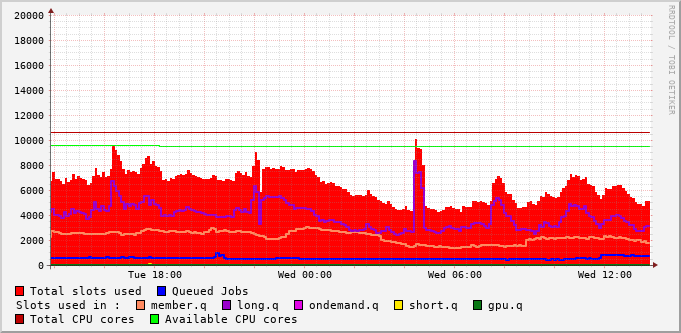 20000
18000
16000
14000
12000
10000
8000
6000
4000
2000
0
Tue 18:00 Wed 00:00 Wed 06:00 Wed 12:00
Total slots used Queued Jobs
Slots used in : member.q long.q ondemand.q short.q gpu.q
Total CPU cores Available CPU cores
RRDTOOL / TOBI OETIKER